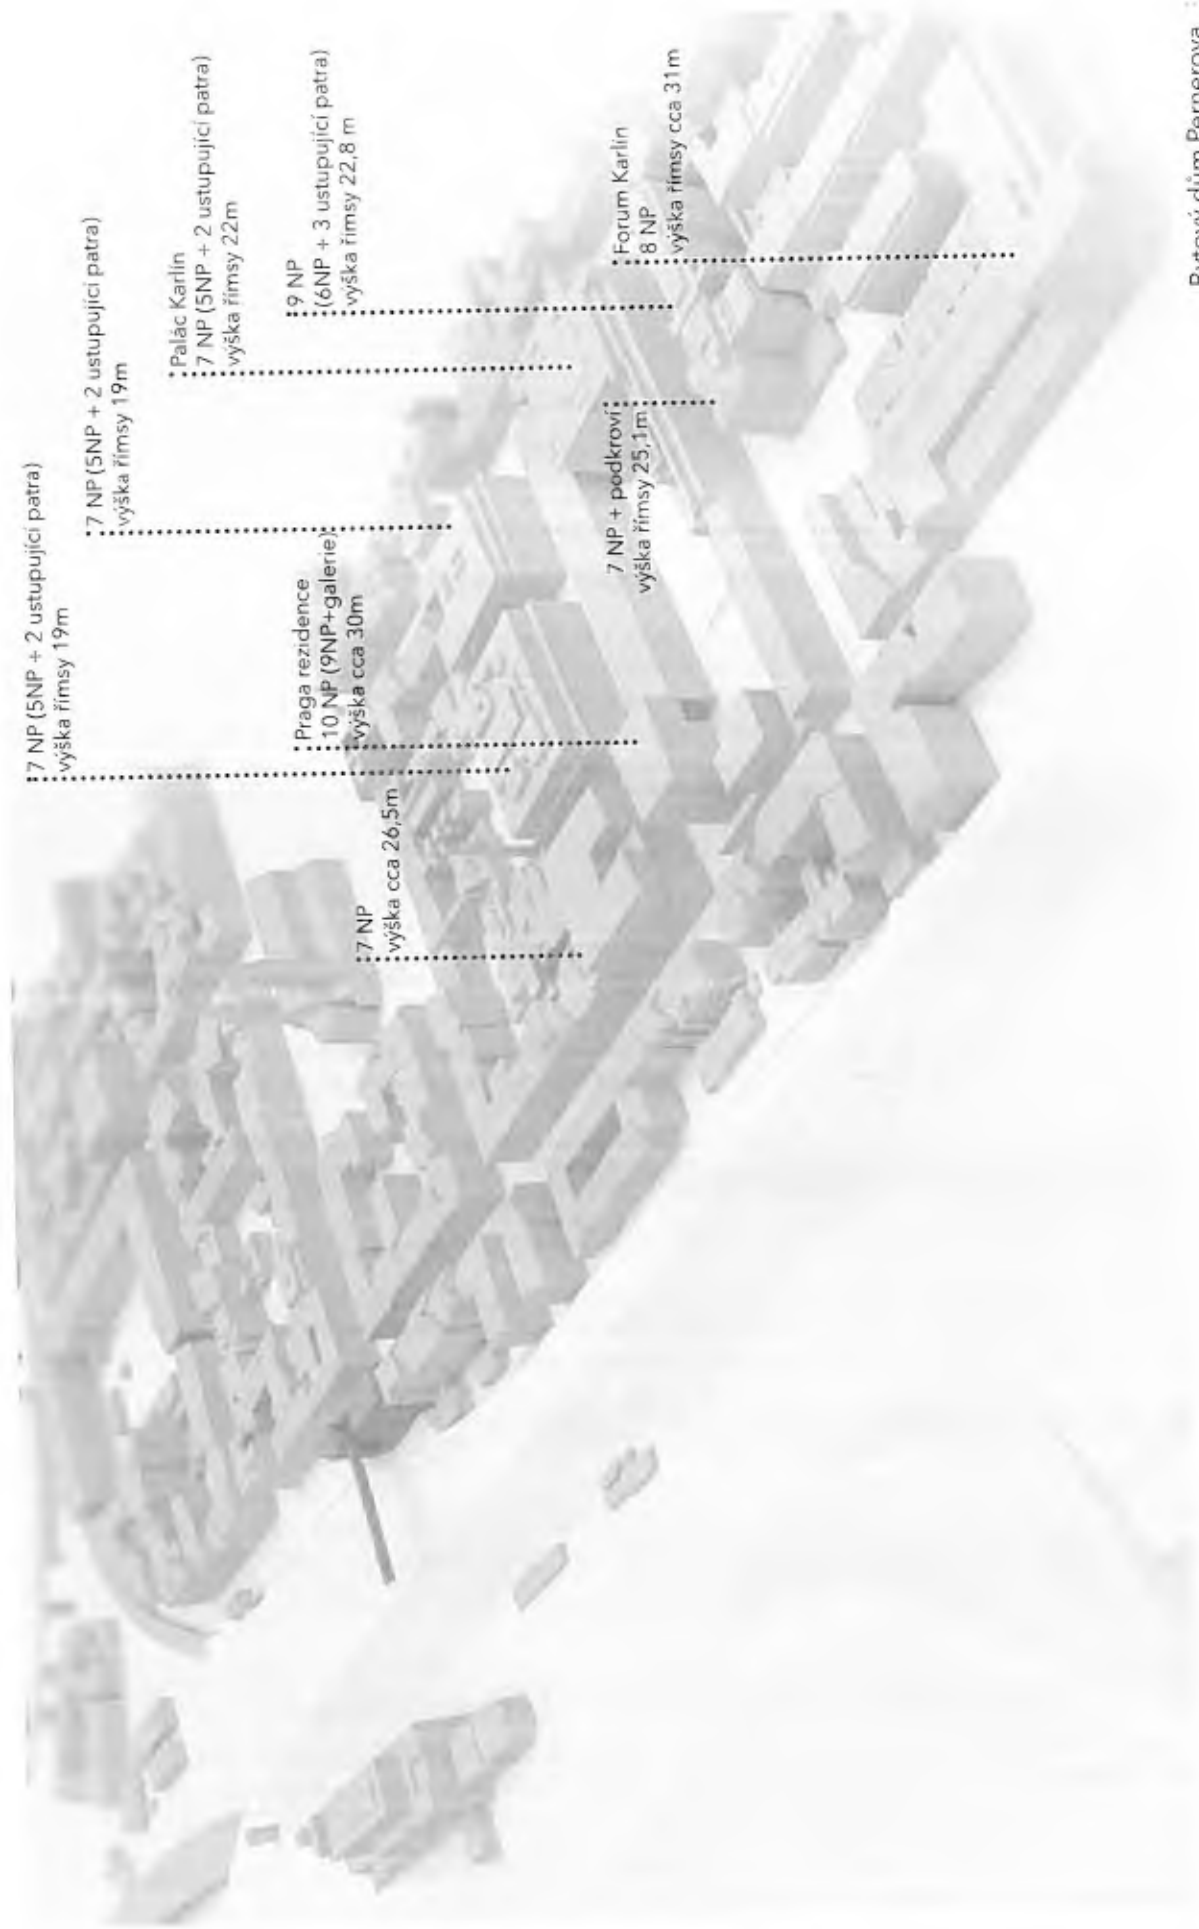 7 NP (5NP + 2 ustupující patra)
výška římsy 19m
7 NP (5NP + 2 ustupující patra)
výška římsy 19m
Palác Karlín
7 NP (5NP + 2 ustupující patra)
výška římsy 22m
Praga rezidence
10 NP (9NP+galerie)
výška cca 30m
9 NP
(6NP + 3 ustupující patra)
výška římsy 22,8 m
7 NP
výška cca 26,5m
7 NP + podkroví
výška římsy 25,1m
Forum Karlín
8 NP
výška římsy cca 31m
Bytový dům Pernerova